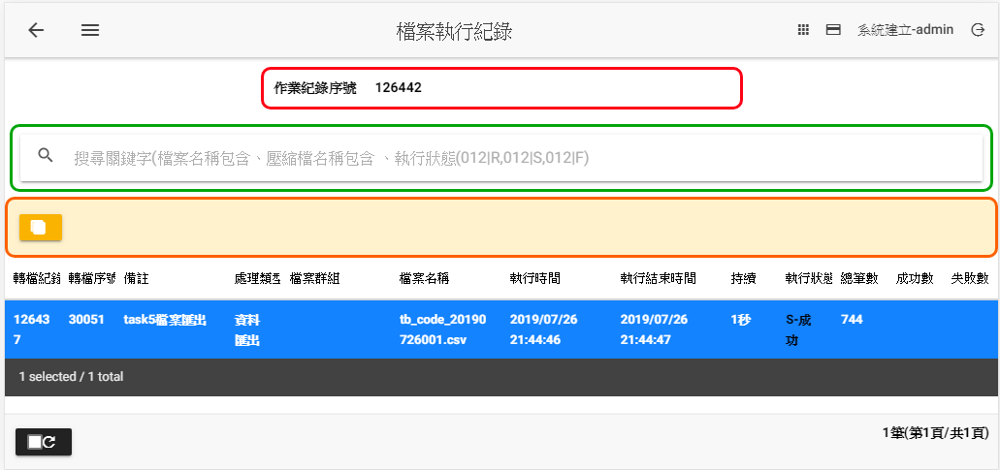 檔案執行紀錄
系統建立-admin
作業紀錄序號 126442
搜尋關鍵字(檔案名稱包含、壓縮檔名稱包含 、執行狀態(012|R,012|S,012|F)
轉檔紀錄 轉檔序號 備註 處理類型 檔案群組 檔案名稱 執行時間 執行結束時間 持續 執行狀態 總筆數 成功數 失敗數
12643 30051 task5檔案匯出 資料 tb_code_20190 2019/07/26 2019/07/26 1秒 S-成 744
7 匯出 726001.csv 21:44:46 21:44:47 功
1 selected / 1 total
1筆(第1頁/共1頁)